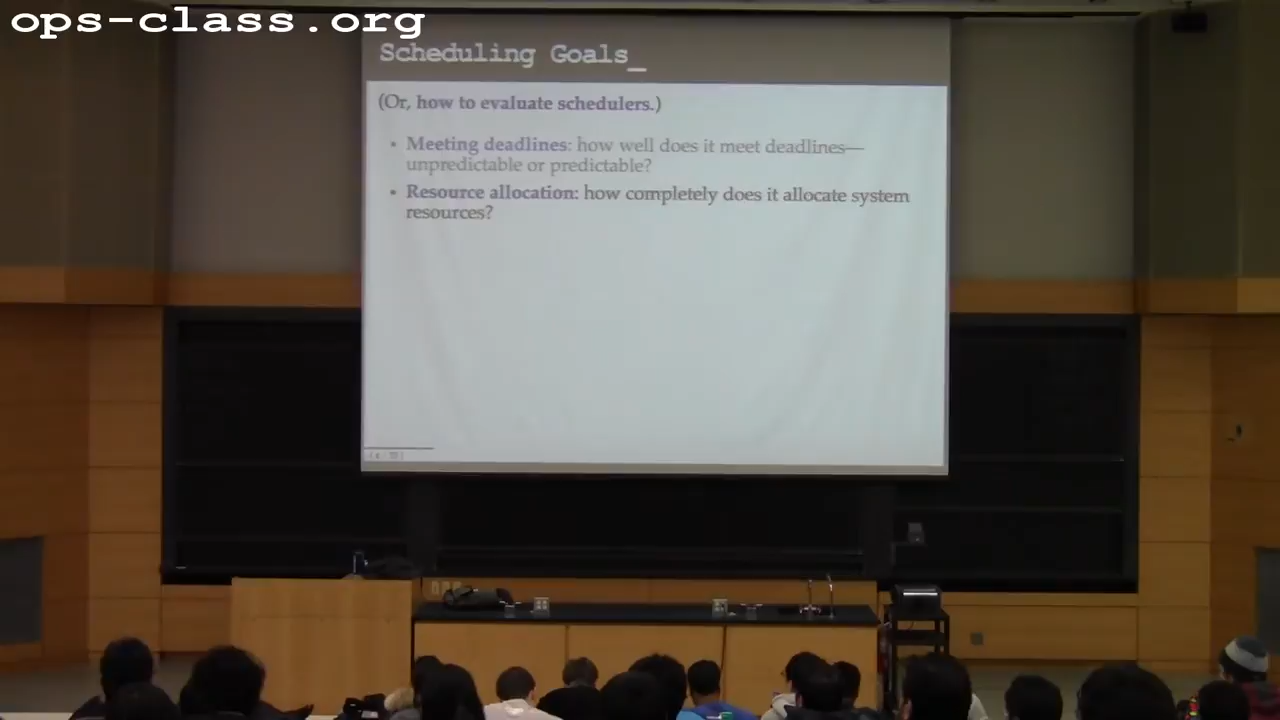 ops-class.org
Scheduling Goals_
(Or, how to evaluate schedulers.)
• Meeting deadlines: how well does it meet deadlines—
unpredictable or predictable?
• Resource allocation: how completely does it allocate system
resources?